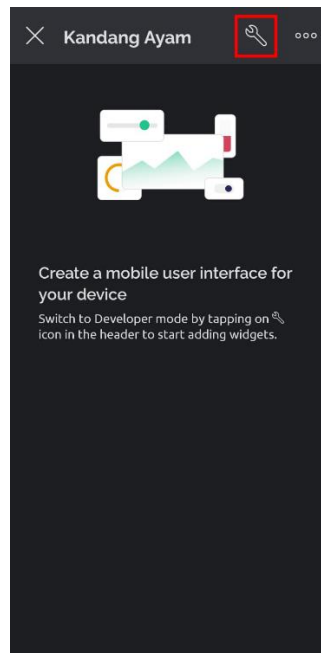 Kandang Ayam
Create a mobile user interface for
your device
Switch to Developer mode by tapping on
icon in the header to start adding widgets.